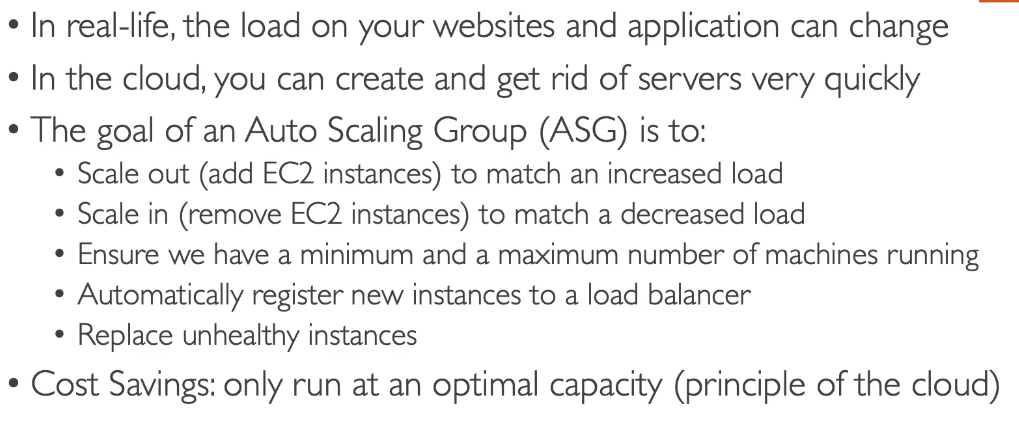 • In real-life, the load on your websites and application can change
• In the cloud, you can create and get rid of servers very quickly
• The goal of an Auto Scaling Group (ASG) is to:
• Scale out (add EC2 instances) to match an increased load
• Scale in (remove EC2 instances) to match a decreased load
• Ensure we have a minimum and a maximum number of machines running
• Automatically register new instances to a load balancer
• Replace unhealthy instances
• Cost Savings: only run at an optimal capacity (principle of the cloud)